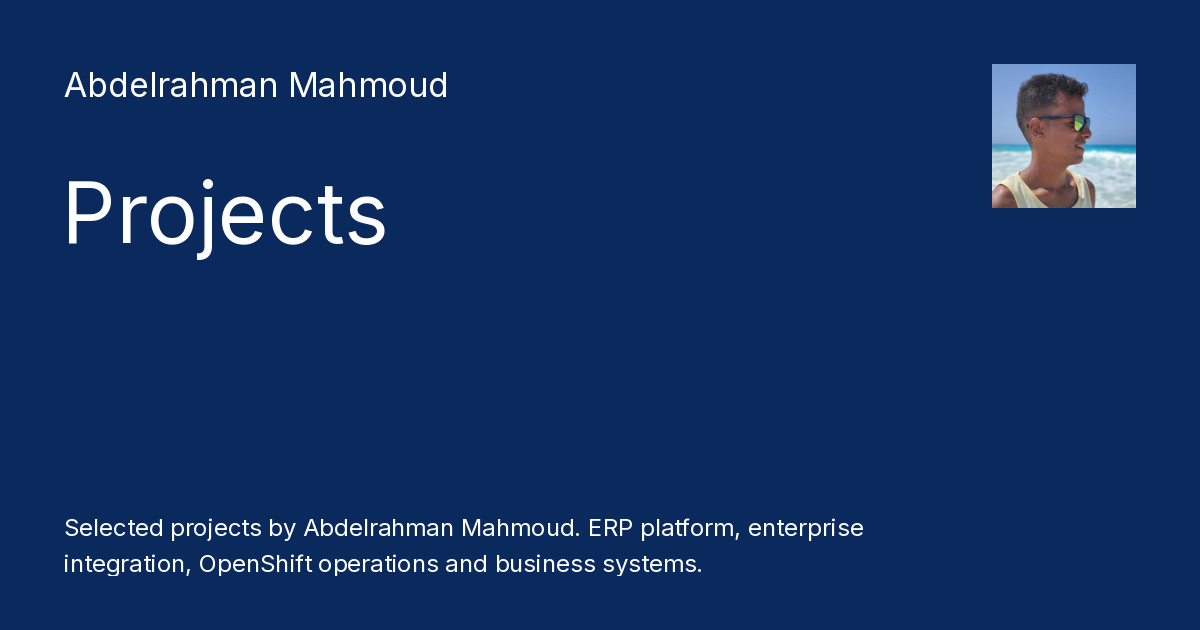 Abdelrahman Mahmoud
Projects
Selected projects by Abdelrahman Mahmoud. ERP platform, enterprise
integration, OpenShift operations and business systems.